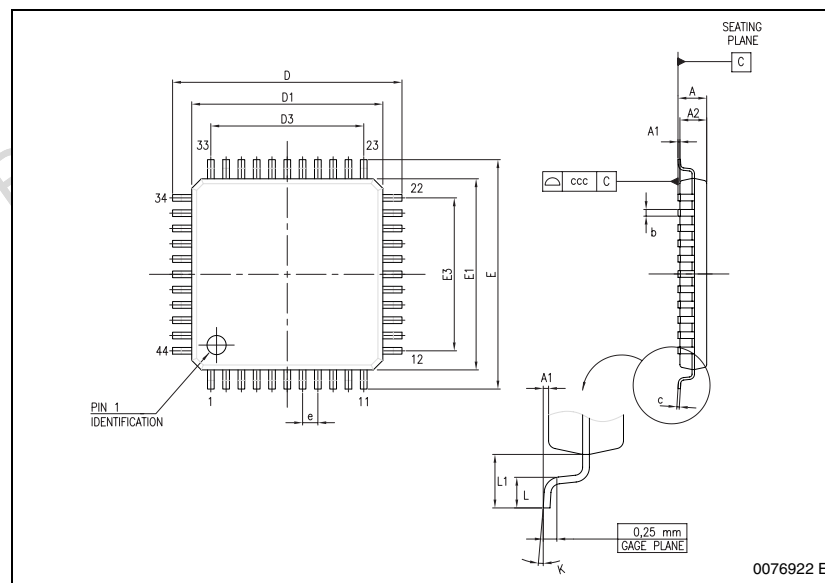 SEATING
PLANE
C
D
A
D1
A2
D3
A1
33
23
ccc C
34
22
b
E3
E1
E
44
12
A1
PIN 1
IDENTIFICATION
1
e
11
c
L1
L
0,25 mm
GAGE PLANE
K
0076922 E